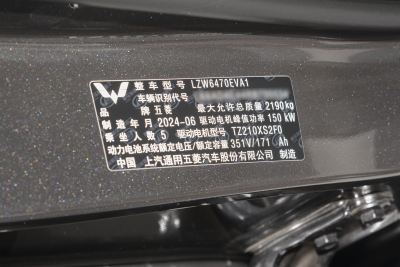 整车型号 LZW6470EVA1
车辆识别代号
品 牌 五菱 最大允许总质量 2190kg
制造年月 2024-06 驱动电机峰值功率 150kW
乘坐人数 5 驱动电机型号 TZ210XS2F0
动力电池系统额定电压/额定容量 351V/171 Ah
中国 上汽通用五菱汽车股份有限公司 制造